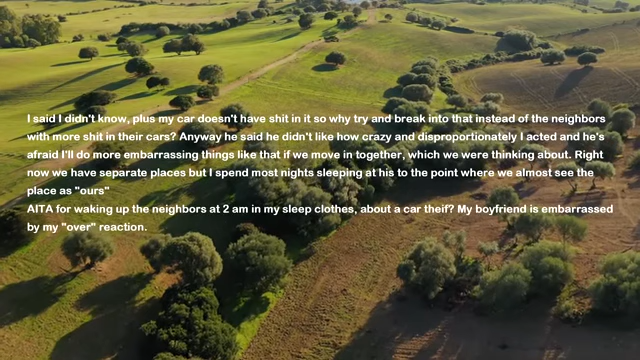 I said I didn't know, plus my car doesn't have shit in it so why try and break into that instead of the neighbors
with more shit in their cars? Anyway he said he didn't like how crazy and disproportionately I acted and he's
afraid I'll do more embarrassing things like that if we move in together, which we were thinking about. Right
now we have separate places but I spend most nights sleeping at his to the point where we almost see the
place as "ours"
AITA for waking up the neighbors at 2 am in my sleep clothes, about a car theif? My boyfriend is embarrassed
by my "over" reaction.